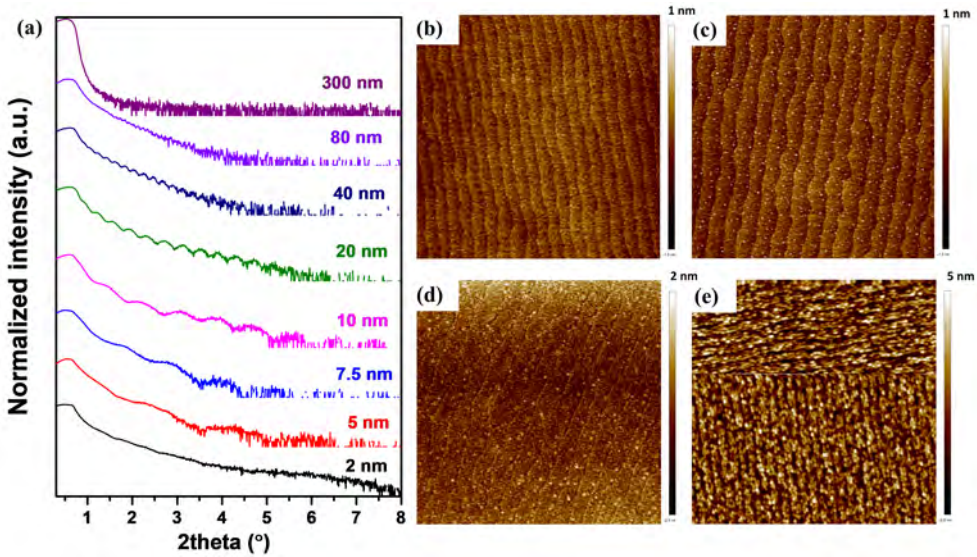 (a)
Normalized intensity (a.u.)
300 nm
80 nm
40 nm
20 nm
10 nm
7.5 nm
5 nm
2 nm
1 2 3 4 5 6 7 8
2theta (°)
(b)
1 nm
(c)
1 nm
(d)
2 nm
(e)
5 nm